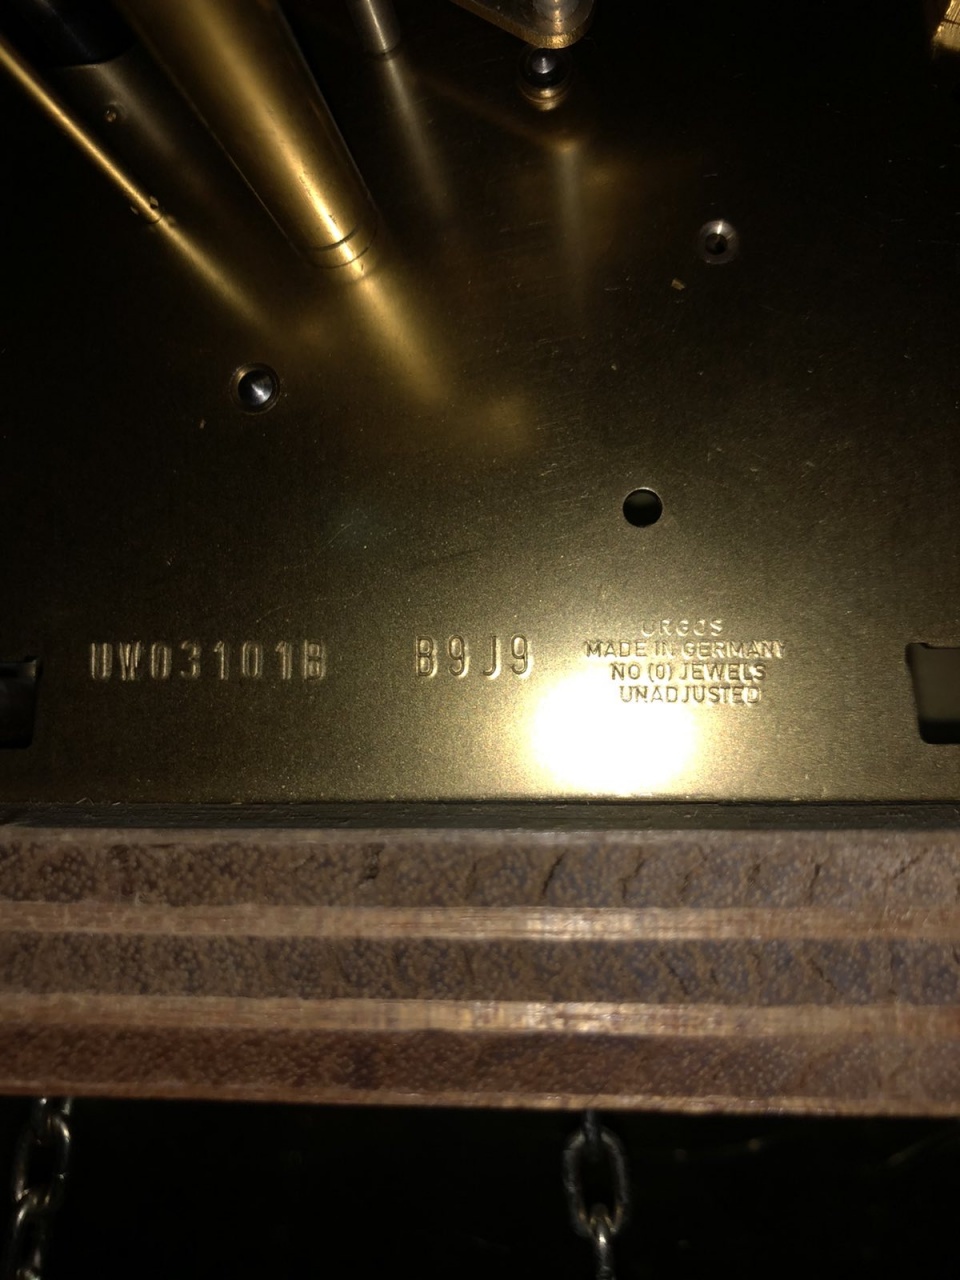 UW03101B B9J9
URGOS
MADE IN GERMANY
NO (0) JEWELS
UNADJUSTED